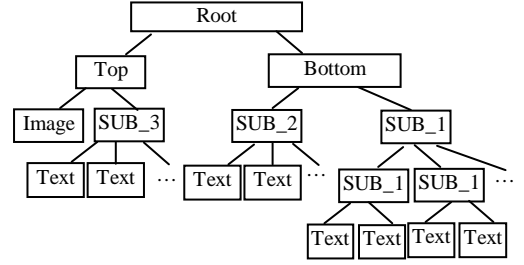 Root
Top
Bottom
Image
SUB_3
SUB_2
SUB_1
Text
Text
...
Text
Text
...
SUB_1
SUB_1
...
Text
Text
Text
Text